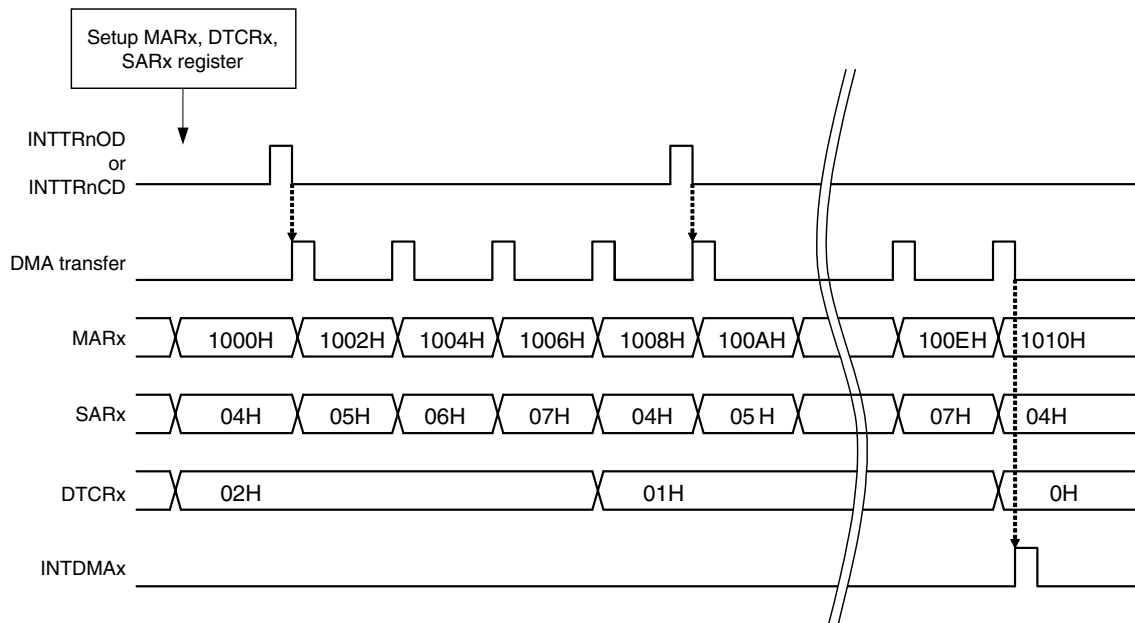 Setup MARx, DTCRx,
SARx register
INTTRnOD
or
INTTRnCD
DMA transfer
MARx
1000H 1002H 1004H 1006H 1008H 100AH 100EH 1010H
SARx
04H 05H 06H 07H 04H 05 H 07H 04H
DTCRx
02H 01H 0H
INTDMAx